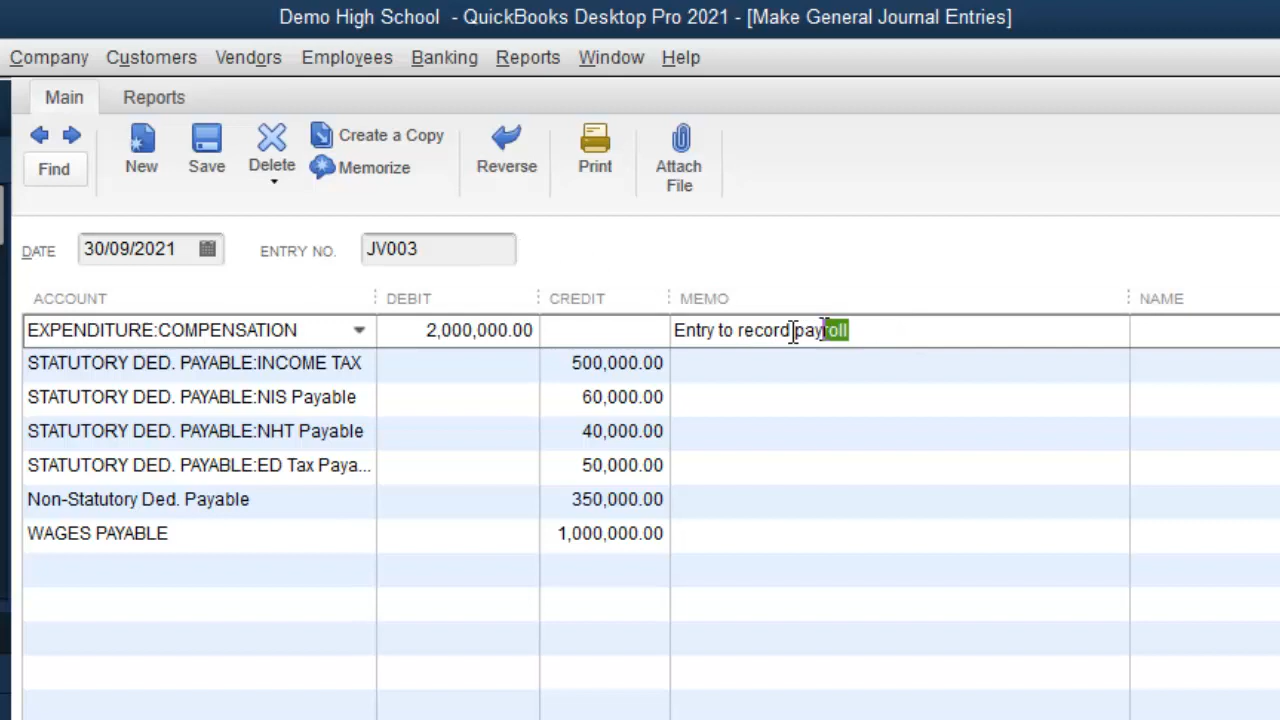 Demo High School - QuickBooks Desktop Pro 2021 - [Make General Journal Entries]
Company Customers Vendors Employees Banking Reports Window Help
Main Reports
Find New Save Delete Create a Copy Memorize Reverse Print Attach File
DATE 30/09/2021 ENTRY NO. JV003
ACCOUNT DEBIT CREDIT MEMO NAME
EXPENDITURE:COMPENSATION 2,000,000.00 Entry to record payroll
STATUTORY DED. PAYABLE:INCOME TAX 500,000.00
STATUTORY DED. PAYABLE:NIS Payable 60,000.00
STATUTORY DED. PAYABLE:NHT Payable 40,000.00
STATUTORY DED. PAYABLE:ED Tax Paya... 50,000.00
Non-Statutory Ded. Payable 350,000.00
WAGES PAYABLE 1,000,000.00